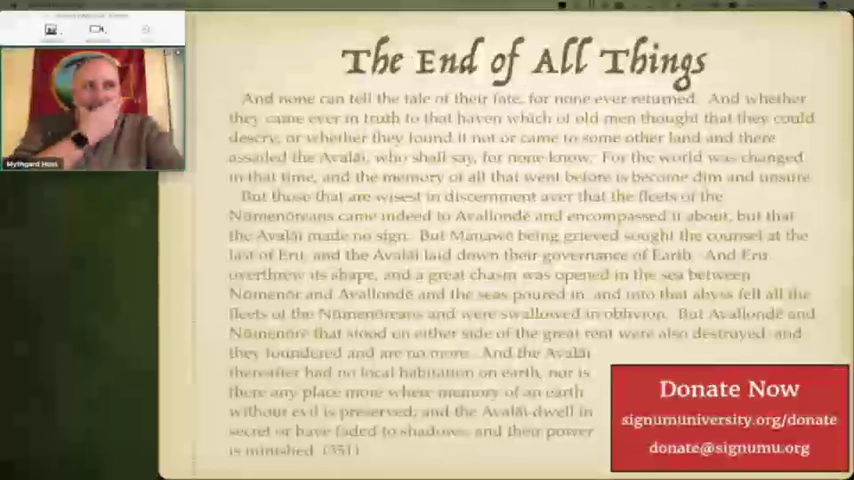 The End of All Things
And none can tell the tale of their fate, for none ever returned. And whether
they came ever in truth to that haven which of old men thought that they could
descry, or whether they found it not or came to some other land and there
assailed the Avalāi, who shall say, for none know. For the world was changed
in that time, and the memory of all that went before is become dim and unsure.
But those that are wisest in discernment aver that the fleets of the
Nūmenōreans came indeed to Avallondē and encompassed it about, but that
the Avalāi made no sign. But Manawē being grieved sought the counsel at the
last of Eru, and the Avalāi laid down their governance of Earth. And Eru
overthrew its shape, and a great chasm was opened in the sea between
Nūmenōr and Avallondē and the seas poured in, and into that abyss fell all the
fleets of the Nūmenōreans and were swallowed in oblivion. But Avallondē and
Nūmenōrē that stood on either side of the great rent were also destroyed, and
they foundered and are no more. And the Avalāi
thereafter had no local habitation on earth, nor is
there any place more where memory of an earth
without evil is preserved; and the Avalāi dwell in
secret or have faded to shadows, and their power
is minished. (351)
Mythgard Host
Donate Now
signumuniversity.org/donate
donate@signumu.org